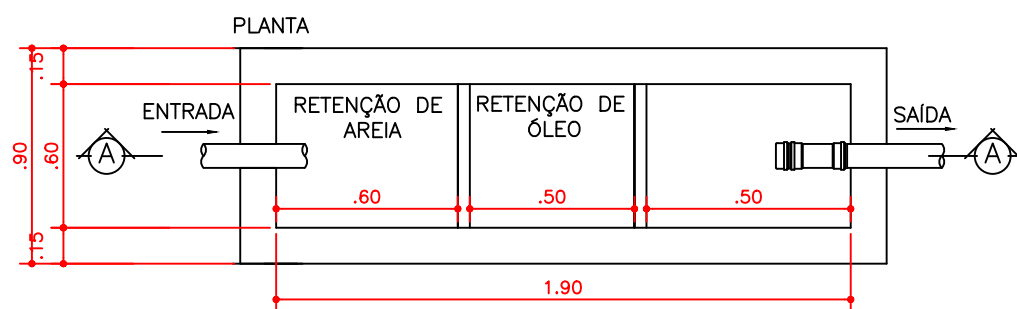 PLANTA
.15
ENTRADA
RETENÇÃO DE
AREIA
RETENÇÃO DE
ÓLEO
SAÍDA
A
.90
.60
A
.60
.50
.50
.15
1.90